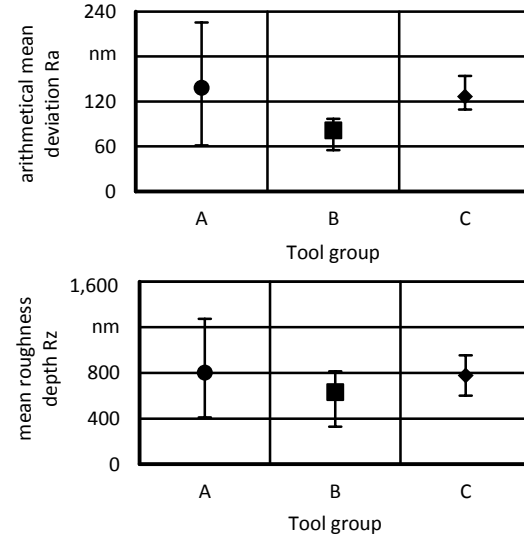 arithmetical mean
deviation Ra
240
nm
120
60
0
A B C
Tool group
mean roughness
depth Rz
1,600
nm
800
400
0
A B C
Tool group